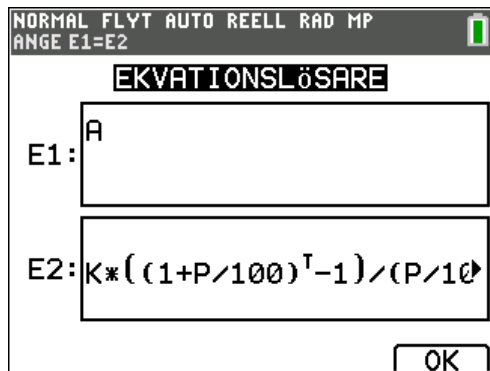 NORMAL FLYT AUTO REELL RAD MP
ANGE E1=E2
EKVATIONSLöSARE
E1: A
E2: K*((1+P/100)ᵀ-1)/(P/10
OK